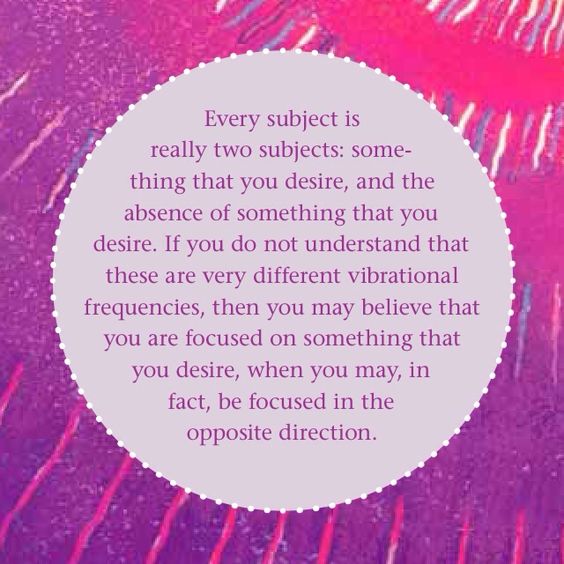 Every subject is
really two subjects: some-
thing that you desire, and the
absence of something that you
desire. If you do not understand that
these are very different vibrational
frequencies, then you may believe that
you are focused on something that
you desire, when you may, in
fact, be focused in the
opposite direction.